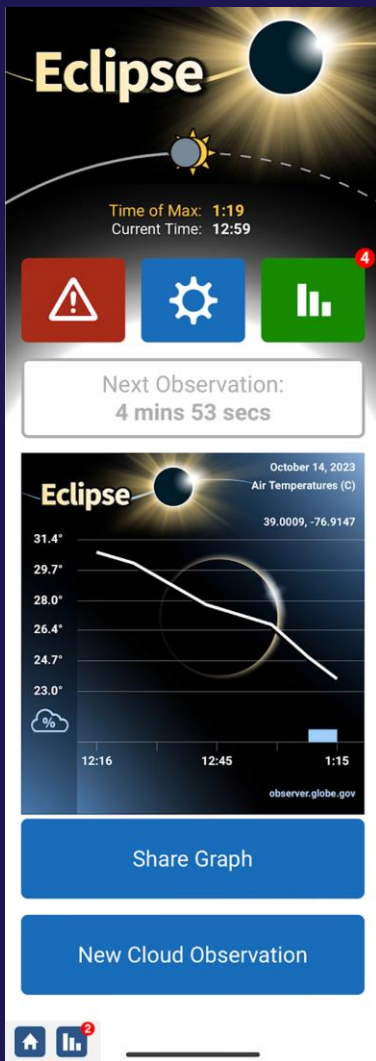 Eclipse
Time of Max: 1:19
Current Time: 12:59
4
Next Observation:
4 mins 53 secs
October 14, 2023
Eclipse
Air Temperatures (C)
39.0009, -76.9147
31.4°
29.7°
28.0°
26.4°
24.7°
23.0°
%
12:16 12:45 1:15
observer.globe.gov
Share Graph
New Cloud Observation
2